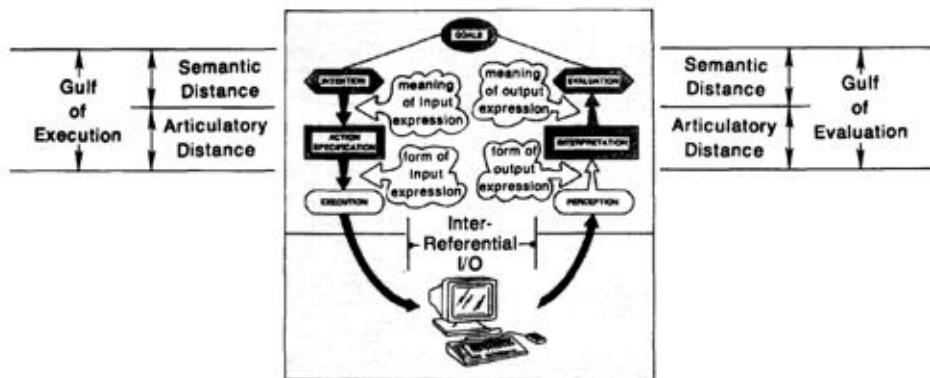 GOALS
Gulf
of
Execution
Semantic
Distance
Articulatory
Distance
INTENTION
meaning
of Input
expression
ACTION
SPECIFICATION
form of
Input
expression
EXECUTION
meaning
of output
expression
EVALUATION
INTERPRETATION
form of
output
expression
PERCEPTION
Inter-
Referential
I/O
Semantic
Distance
Articulatory
Distance
Gulf
of
Evaluation